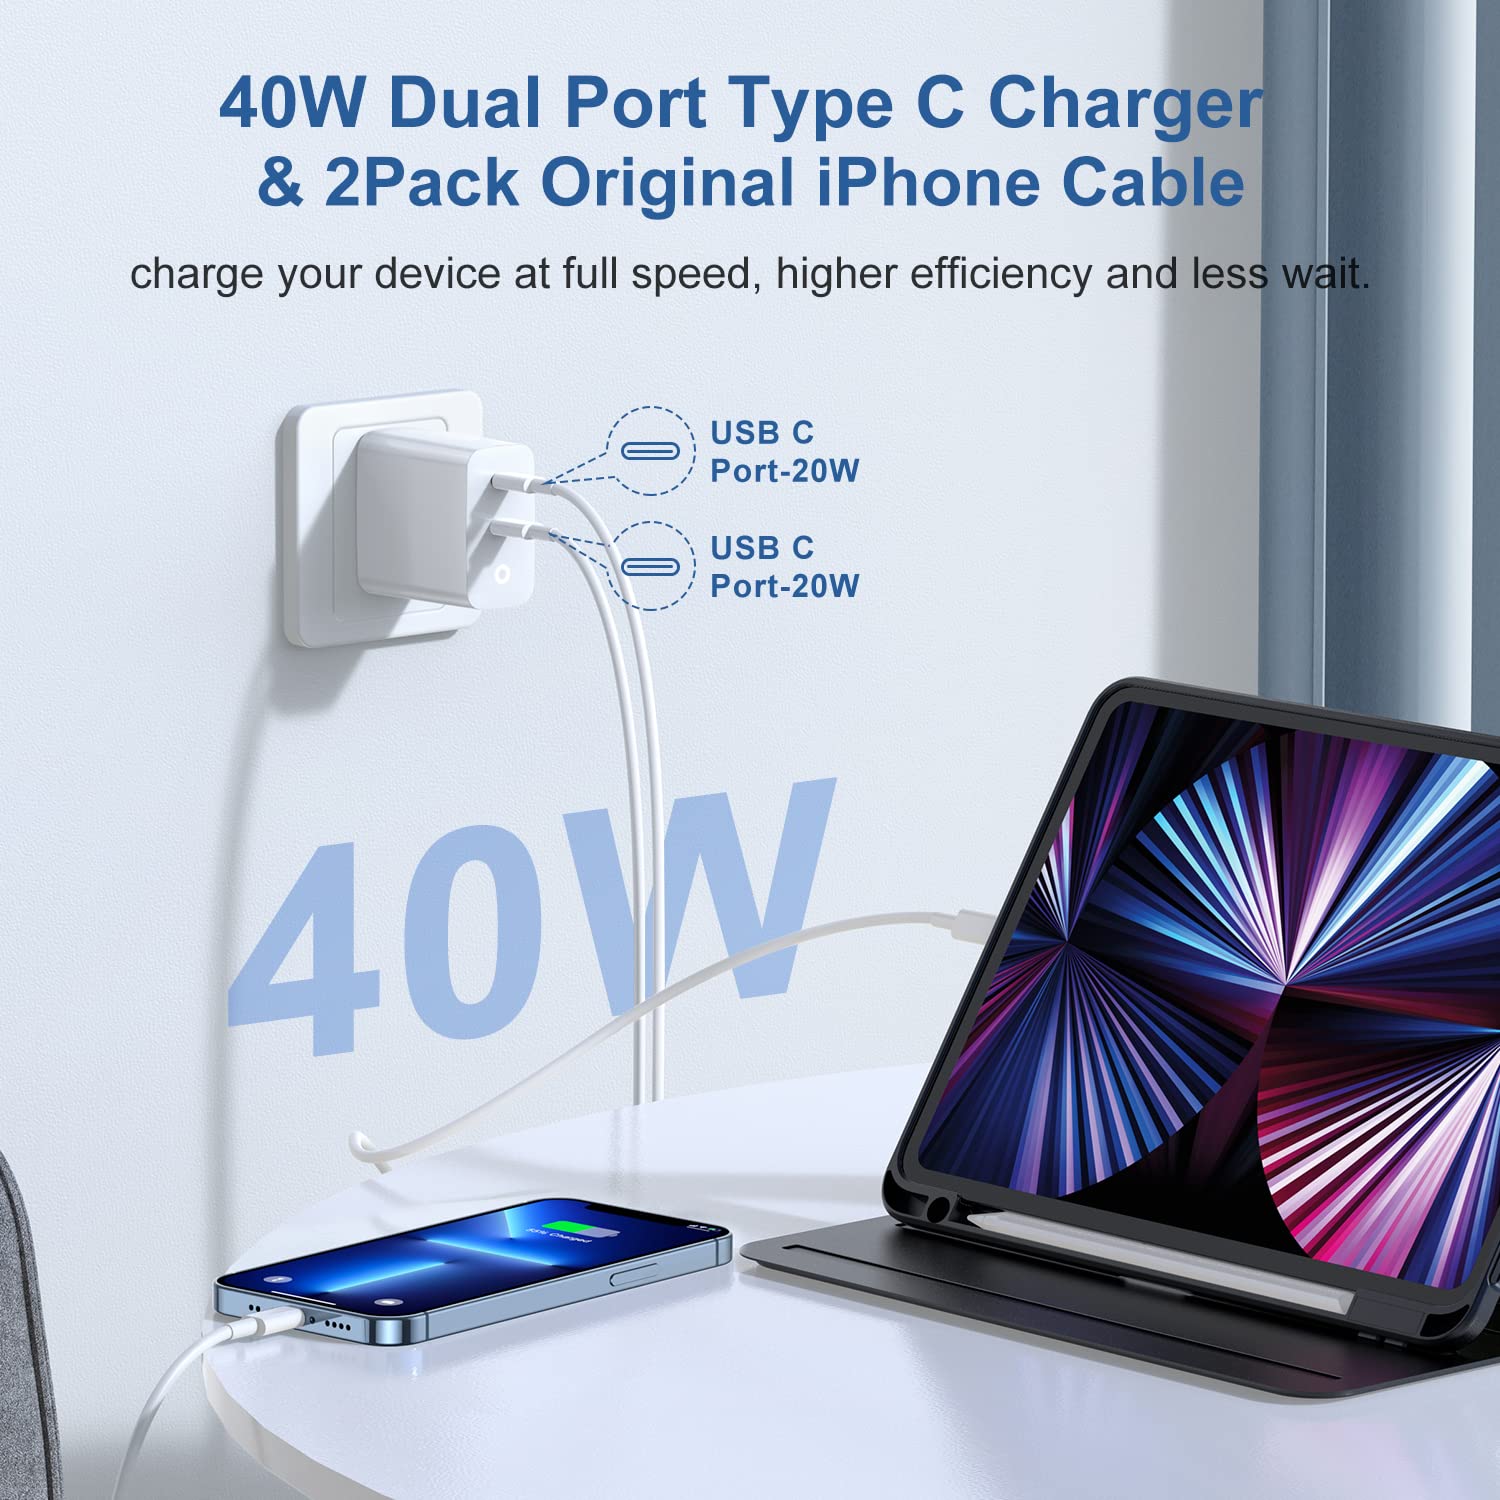 40W Dual Port Type C Charger
& 2Pack Original iPhone Cable
charge your device at full speed, higher efficiency and less wait.
USB C
Port-20W
USB C
Port-20W
40W